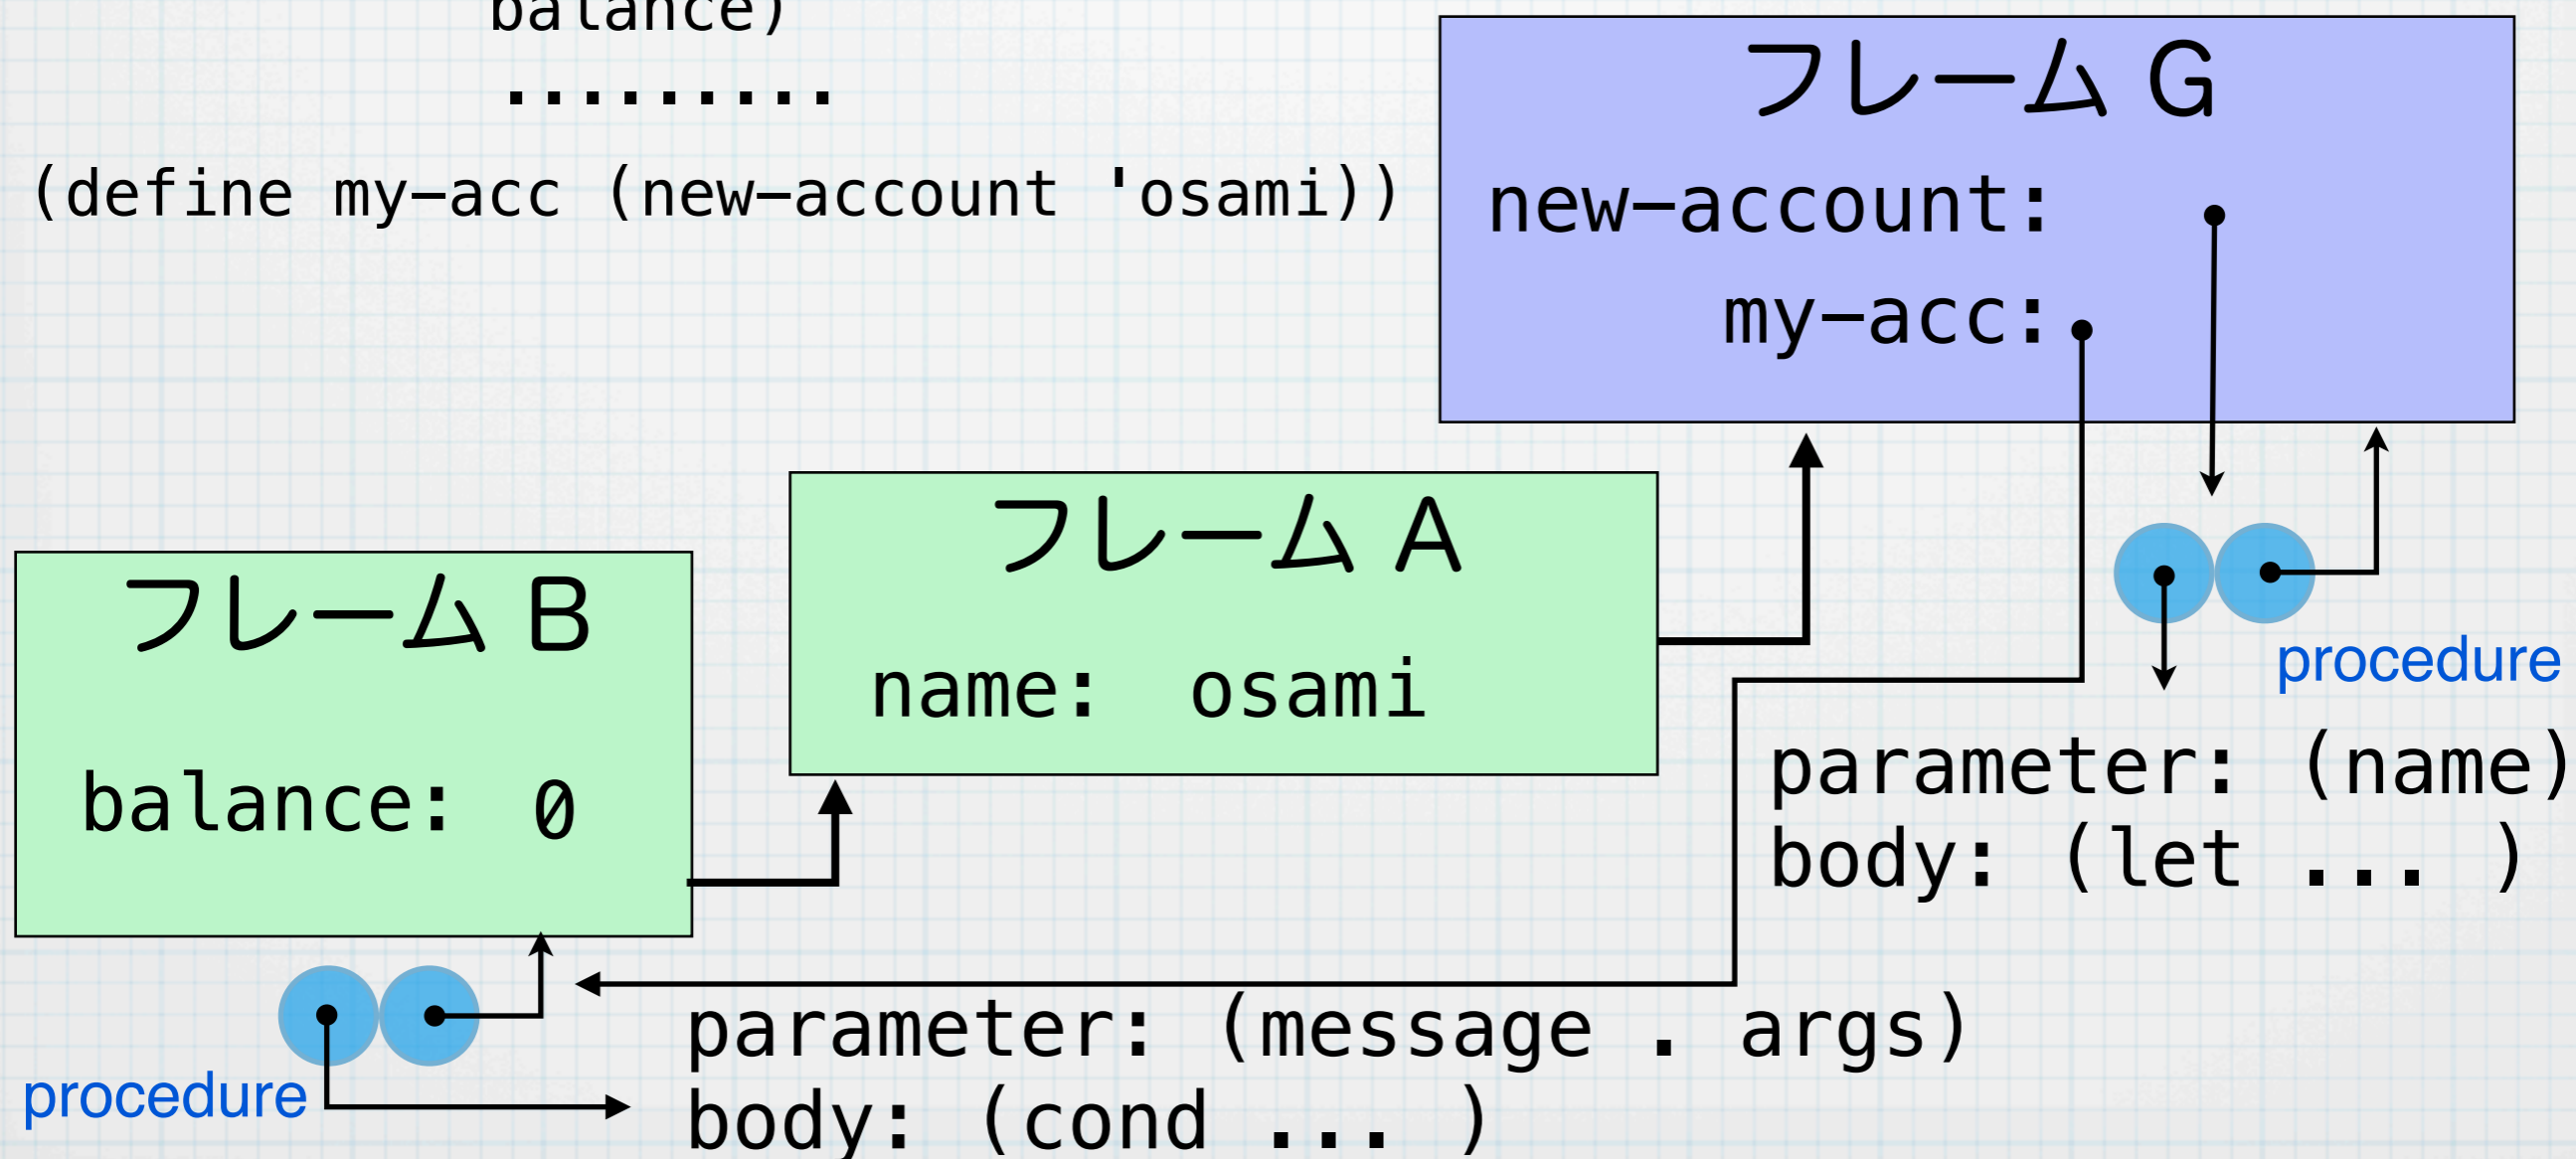 balance)
.........
(define my-acc (new-account 'osami))
フレーム G
new-account:
my-acc:
フレーム A
name: osami
フレーム B
balance: 0
procedure
parameter: (name)
body: (let ... )
parameter: (message . args)
body: (cond ... )
procedure